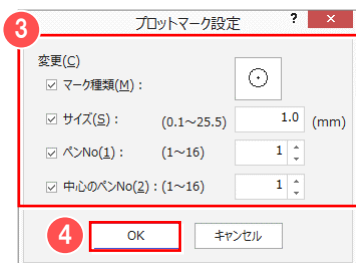 3
プロットマーク設定 ? ×
変更(C)
マーク種類(M)：
サイズ(S)： (0.1～25.5) 1.0 (mm)
ペンNo(1)： (1～16) 1
中心のペンNo(2)：(1～16) 1
4 OK キャンセル